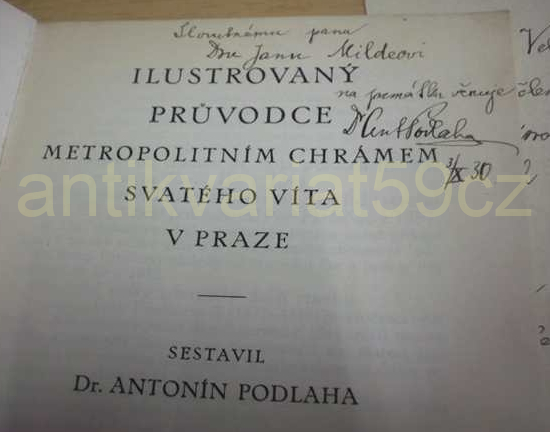 Slovutnému panu
Dru Janu Mildeovi
na památku věnuje
Dr Ant Podlaha
3/X 30
ILUSTROVANÝ
PRŮVODCE
METROPOLITNÍM CHRÁMEM
SVATÉHO VÍTA
V PRAZE
antikvariat59cz
SESTAVIL
Dr. ANTONÍN PODLAHA